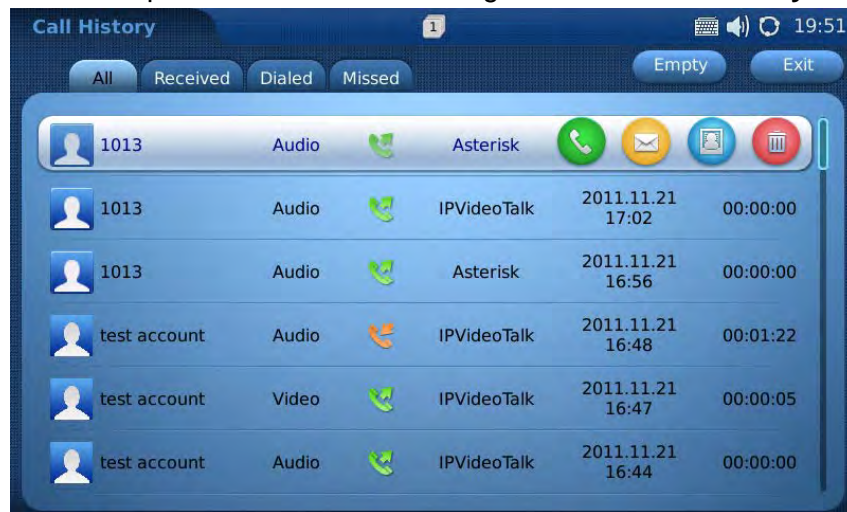 Call History 1 19:51
All Received Dialed Missed Empty Exit
1013 Audio Asterisk
1013 Audio IPVideoTalk 2011.11.21 17:02 00:00:00
1013 Audio Asterisk 2011.11.21 16:56 00:00:00
test account Audio IPVideoTalk 2011.11.21 16:48 00:01:22
test account Video IPVideoTalk 2011.11.21 16:47 00:00:05
test account Audio IPVideoTalk 2011.11.21 16:44 00:00:00